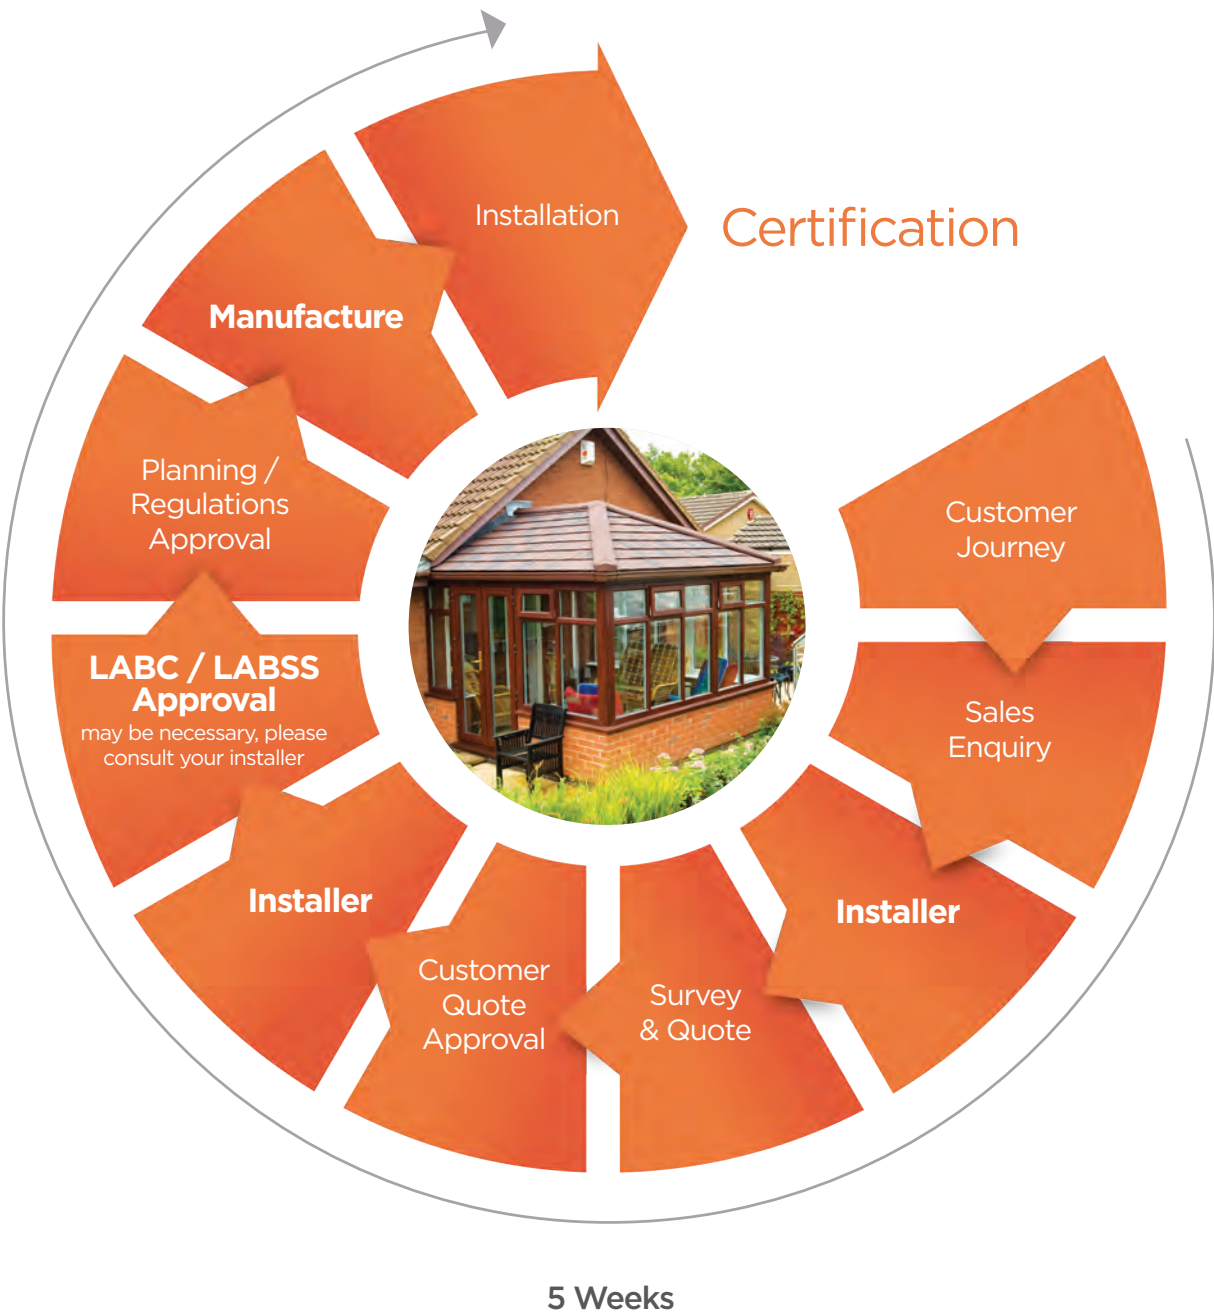 Customer
Journey
Sales
Enquiry
Installer
Survey
& Quote
Customer
Quote
Approval
Installer
LABC / LABSS
Approval
may be necessary, please
consult your installer
Planning /
Regulations
Approval
Manufacture
Installation
Certification
5 Weeks